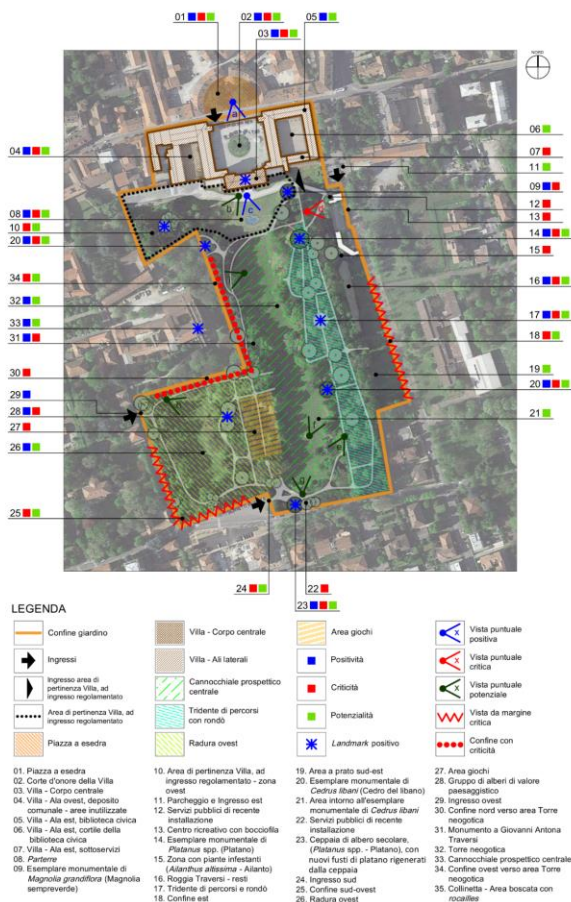 01
02
03
05
NORD
04
06
07
11
09
12
13
08
10
20
14
15
34
16
32
33
17
31
18
30
19
29
20
28
27
21
26
25
24
22
23
a
b
c
LEGENDA
Confine giardino
Ingressi
Ingresso area di
pertinenza Villa, ad
ingresso regolamentato
Area di pertinenza Villa, ad
ingresso regolamentato
Piazza a esedra
Villa - Corpo centrale
Villa - Ali laterali
Cannocchiale prospettico
centrale
Tridente di percorsi
con rondò
Radura ovest
Area giochi
Positività
Criticità
Potenzialità
Landmark positivo
x Vista puntuale
positiva
x Vista puntuale
critica
x Vista puntuale
potenziale
Vista da margine
critica
Confine con
criticità
01. Piazza a esedra
02. Corte d'onore della Villa
03. Villa - Corpo centrale
04. Villa - Ala ovest, deposito
comunale - aree inutilizzate
05. Villa - Ala est, biblioteca civica
06. Villa - Ala est, cortile della
biblioteca civica
07. Villa - Ala est, sottoservizi
08. Parterre
09. Esemplare monumentale di
Magnolia grandiflora (Magnolia
sempreverde)
10. Area di pertinenza Villa, ad
ingresso regolamentato - zona
ovest
11. Parcheggio e Ingresso est
12. Servizi pubblici di recente
installazione
13. Centro ricreativo con bocciofila
14. Esemplare monumentale di
Platanus spp. (Platano)
15. Zona con piante infestanti
(Ailanthus altissima - Ailanto)
16. Roggia Traversi - resti
17. Tridente di percorsi e rondò
18. Confine est
19. Area a prato sud-est
20. Esemplare monumentale di
Cedrus libani (Cedro del libano)
21. Area intorno all'esemplare
monumentale di Cedrus libani
22. Servizi pubblici di recente
installazione
23. Ceppaia di albero secolare,
(Platanus spp. - Platano), con
nuovi fusti di platano rigenerati
dalla ceppaia
24. Ingresso sud
25. Confine sud-ovest
26. Radura ovest
27. Area giochi
28. Gruppo di alberi di valore
paesaggistico
29. Ingresso ovest
30. Confine nord verso area Torre
neogotica
31. Monumento a Giovanni Antona
Traversi
32. Torre neogotica
33. Cannocchiale prospettico centrale
34. Confine ovest verso area Torre
neogotica
35. Collinetta - Area boscata con
rocailles